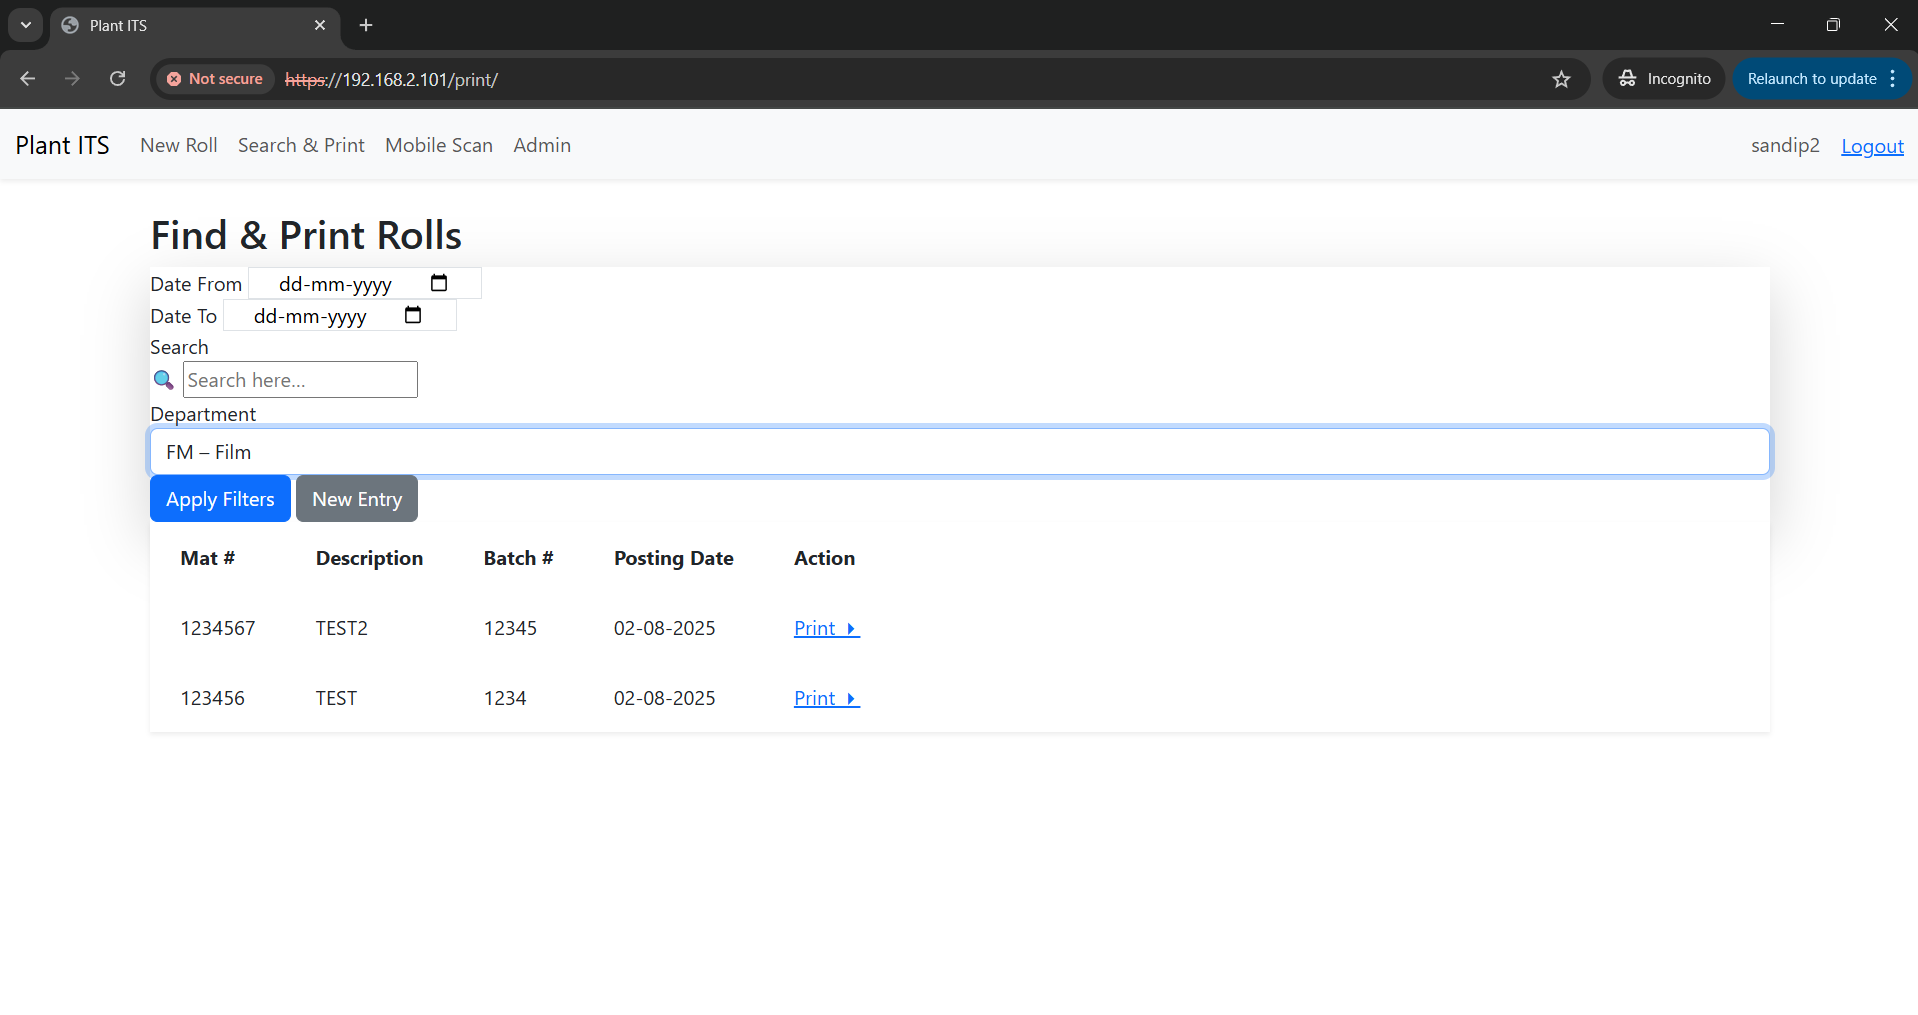 Plant ITS
Not secure https://192.168.2.101/print/ Incognito Relaunch to update
Plant ITS New Roll Search & Print Mobile Scan Admin sandip2 Logout
Find & Print Rolls
Date From dd-mm-yyyy
Date To dd-mm-yyyy
Search
Search here...
Department
FM – Film
Apply Filters New Entry
Mat # Description Batch # Posting Date Action
1234567 TEST2 12345 02-08-2025 Print
123456 TEST 1234 02-08-2025 Print